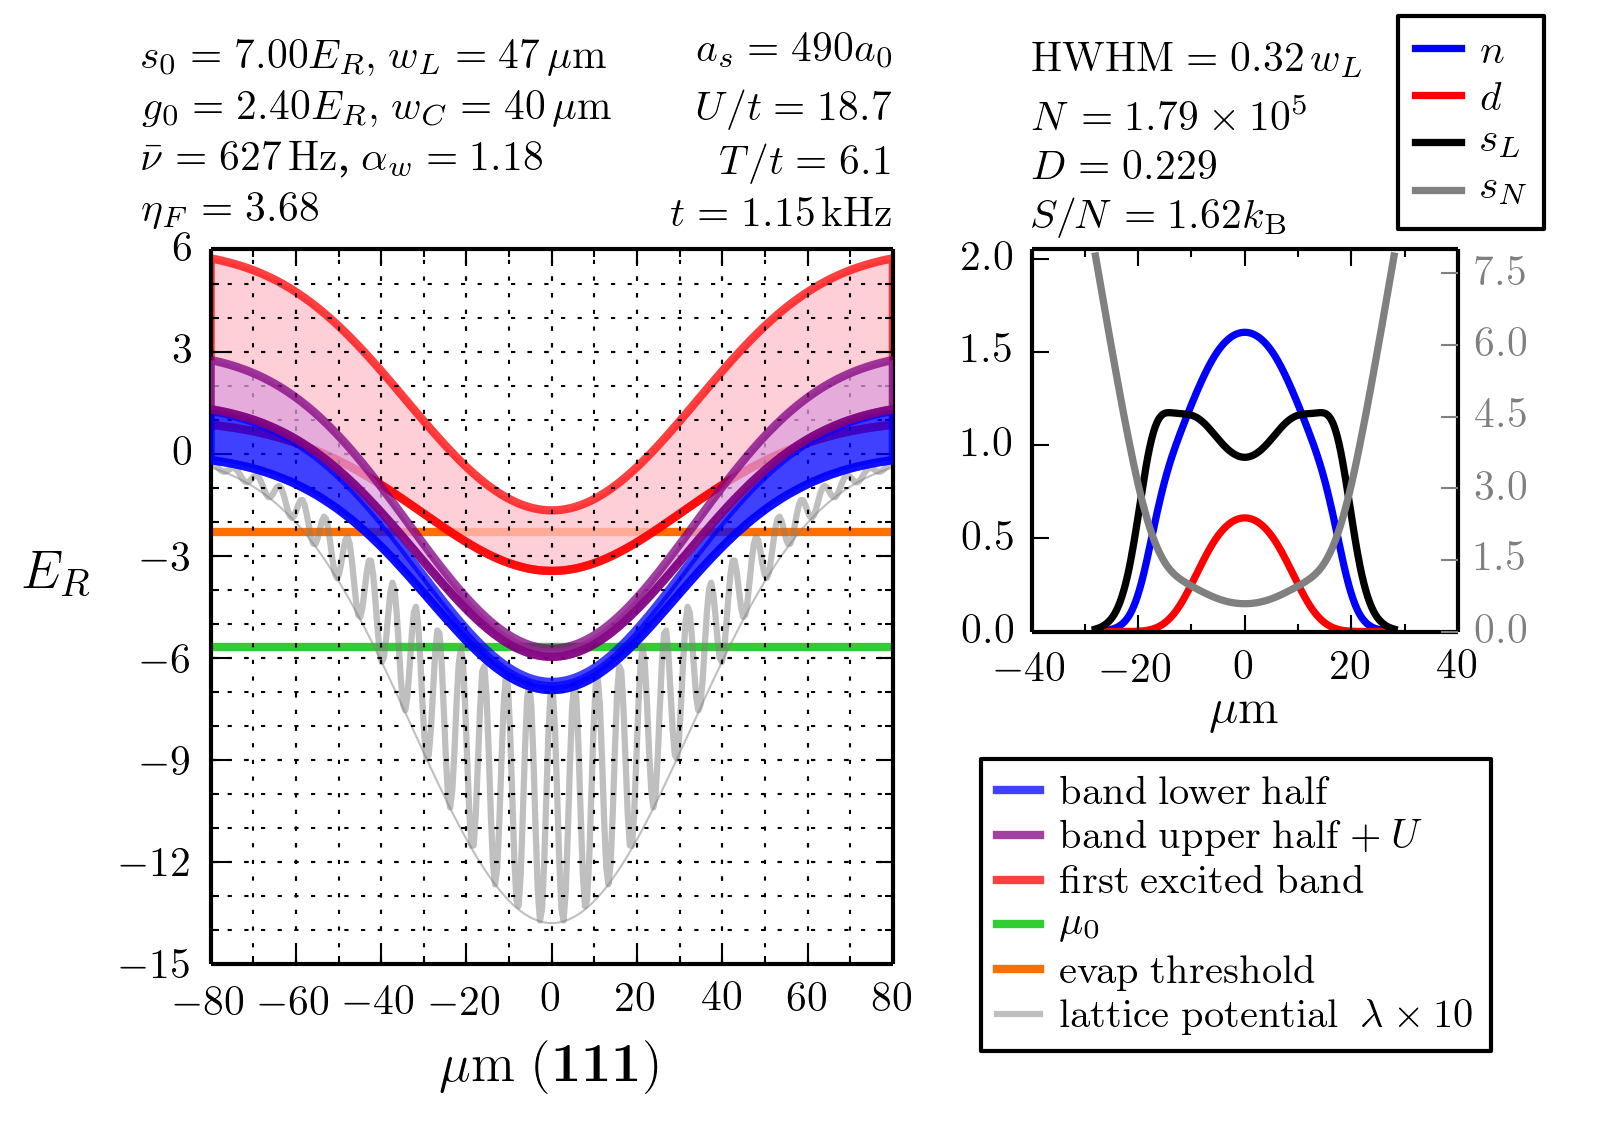 s₀ = 7.00E_R, w_L = 47 μm
g₀ = 2.40E_R, w_C = 40 μm
ν̄ = 627 Hz, α_w = 1.18
η_F = 3.68
a_s = 490a₀
U/t = 18.7
T/t = 6.1
t = 1.15 kHz
HWHM = 0.32 w_L
N = 1.79 × 10⁵
D = 0.229
S/N = 1.62k_B
n
d
s_L
s_N
E_R
6
3
0
−3
−6
−9
−12
−15
−80 −60 −40 −20 0 20 40 60 80
μm (111)
2.0
1.5
1.0
0.5
0.0
7.5
6.0
4.5
3.0
1.5
0.0
−40 −20 0 20 40
μm
band lower half
band upper half + U
first excited band
μ₀
evap threshold
lattice potential λ × 10